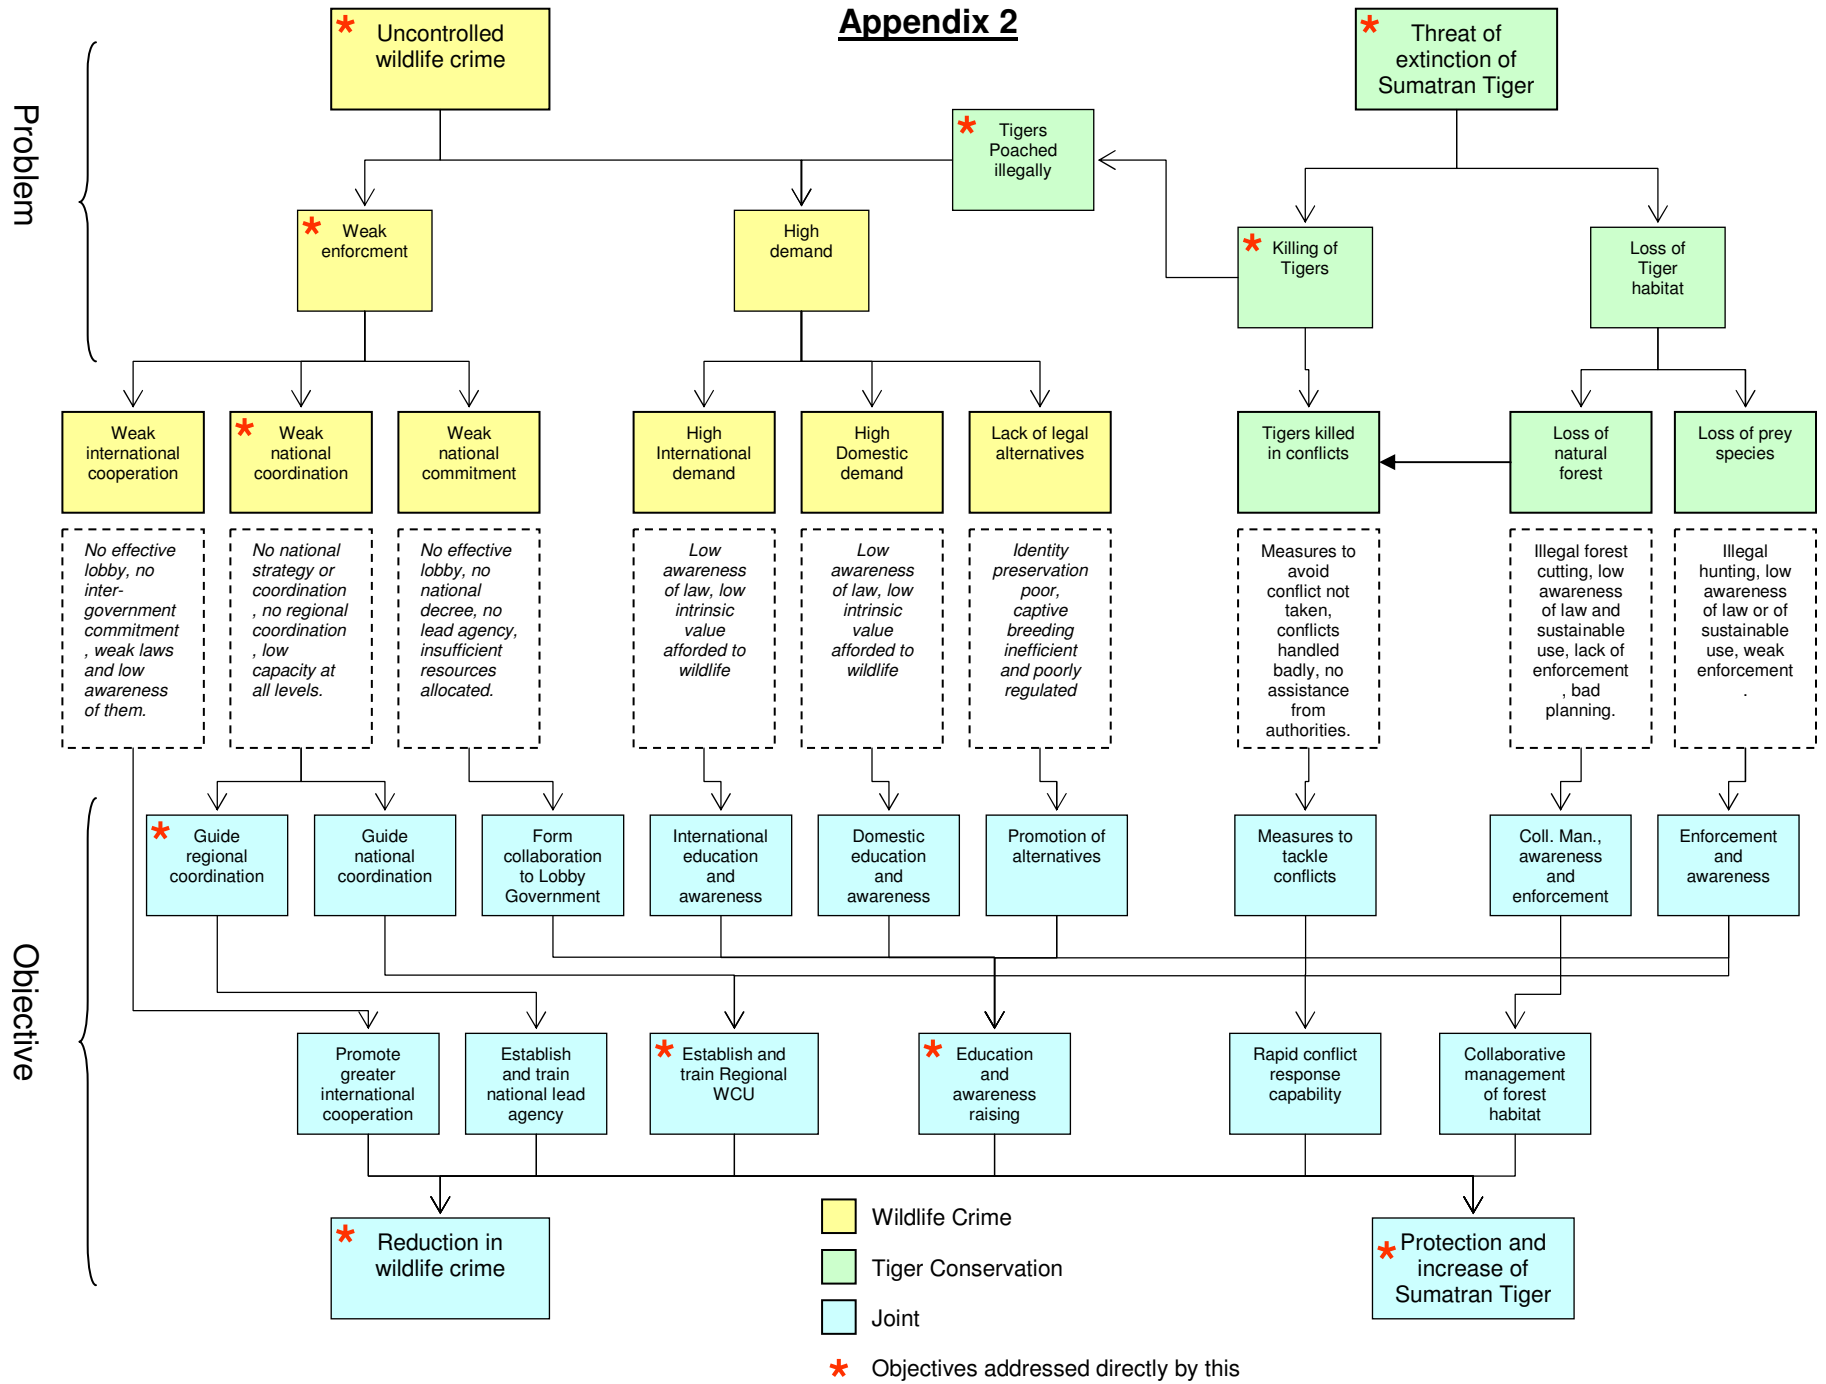 Appendix 2
Problem
Uncontrolled
wildlife crime
Threat of
extinction of
Sumatran Tiger
Tigers
Poached
illegally
Weak
enforcment
High
demand
Killing of
Tigers
Loss of
Tiger
habitat
Weak
international
cooperation
Weak
national
coordination
Weak
national
commitment
High
International
demand
High
Domestic
demand
Lack of legal
alternatives
Tigers killed
in conflicts
Loss of
natural
forest
Loss of prey
species
No effective
lobby, no
inter-
government
commitment
, weak laws
and low
awareness
of them.
No national
strategy or
coordination
, no regional
coordination
, low
capacity at
all levels.
No effective
lobby, no
national
decree, no
lead agency,
insufficient
resources
allocated.
Low
awareness
of law, low
intrinsic
value
afforded to
wildlife
Low
awareness
of law, low
intrinsic
value
afforded to
wildlife
Identity
preservation
poor,
captive
breeding
inefficient
and poorly
regulated
Measures to
avoid
conflict not
taken,
conflicts
handled
badly, no
assistance
from
authorities.
Illegal forest
cutting, low
awareness
of law and
sustainable
use, lack of
enforcement
, bad
planning.
Illegal
hunting, low
awareness
of law or of
sustainable
use, weak
enforcement
.
Objective
Guide
regional
coordination
Guide
national
coordination
Form
collaboration
to Lobby
Government
International
education
and
awareness
Domestic
education
and
awareness
Promotion of
alternatives
Measures to
tackle
conflicts
Coll. Man.,
awareness
and
enforcement
Enforcement
and
awareness
Promote
greater
international
cooperation
Establish
and train
national lead
agency
Establish and
train Regional
WCU
Education
and
awareness
raising
Rapid conflict
response
capability
Collaborative
management
of forest
habitat
Reduction in
wildlife crime
Protection and
increase of
Sumatran Tiger
Wildlife Crime
Tiger Conservation
Joint
* Objectives addressed directly by this